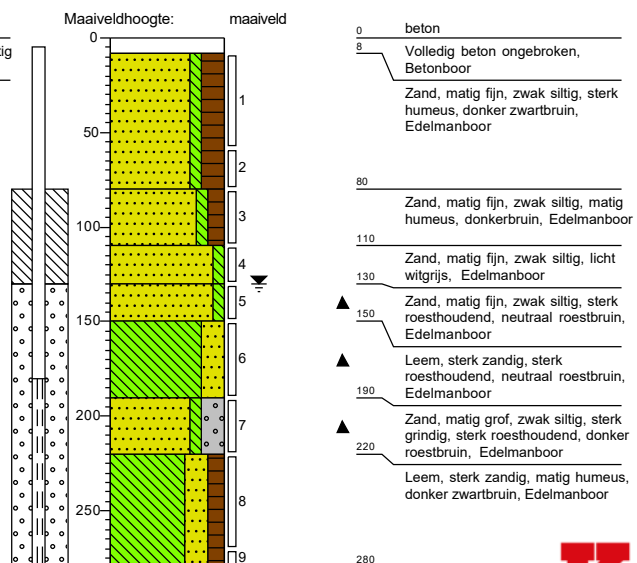 Maaiveldhoogte: maaiveld
tig
0
50
100
150
200
250
1
2
3
4
5
6
7
8
9
0 beton
8 Volledig beton ongebroken,
Betonboor
Zand, matig fijn, zwak siltig, sterk
humeus, donker zwartbruin,
Edelmanboor
80
Zand, matig fijn, zwak siltig, matig
humeus, donkerbruin, Edelmanboor
110
Zand, matig fijn, zwak siltig, licht
witgrijs, Edelmanboor
130
Zand, matig fijn, zwak siltig, sterk
roesthoudend, neutraal roestbruin,
Edelmanboor
150
Leem, sterk zandig, sterk
roesthoudend, neutraal roestbruin,
Edelmanboor
190
Zand, matig grof, zwak siltig, sterk
grindig, sterk roesthoudend, donker
roestbruin, Edelmanboor
220
Leem, sterk zandig, matig humeus,
donker zwartbruin, Edelmanboor
280